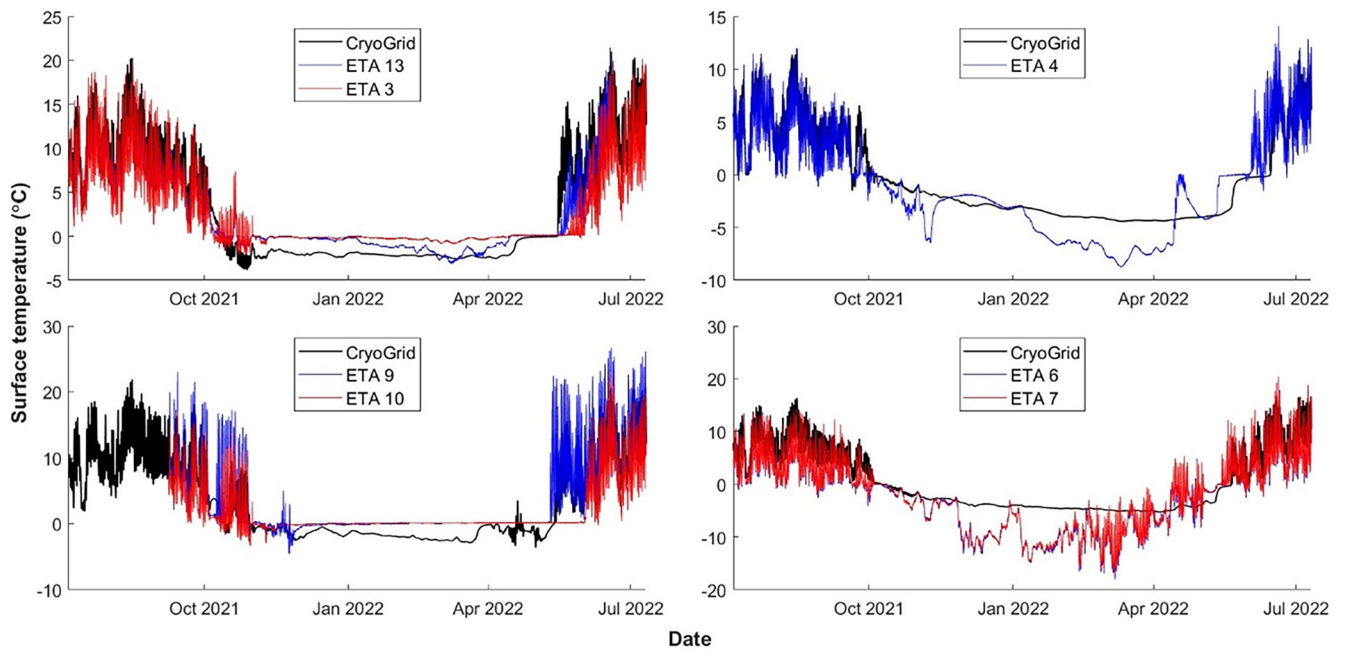 Surface temperature (°C)
25
20
15
10
5
0
-5
CryoGrid
ETA 13
ETA 3
Oct 2021 Jan 2022 Apr 2022 Jul 2022
15
10
5
0
-5
-10
CryoGrid
ETA 4
Oct 2021 Jan 2022 Apr 2022 Jul 2022
30
20
10
0
-10
CryoGrid
ETA 9
ETA 10
Oct 2021 Jan 2022 Apr 2022 Jul 2022
30
20
10
0
-10
-20
CryoGrid
ETA 6
ETA 7
Oct 2021 Jan 2022 Apr 2022 Jul 2022
Date